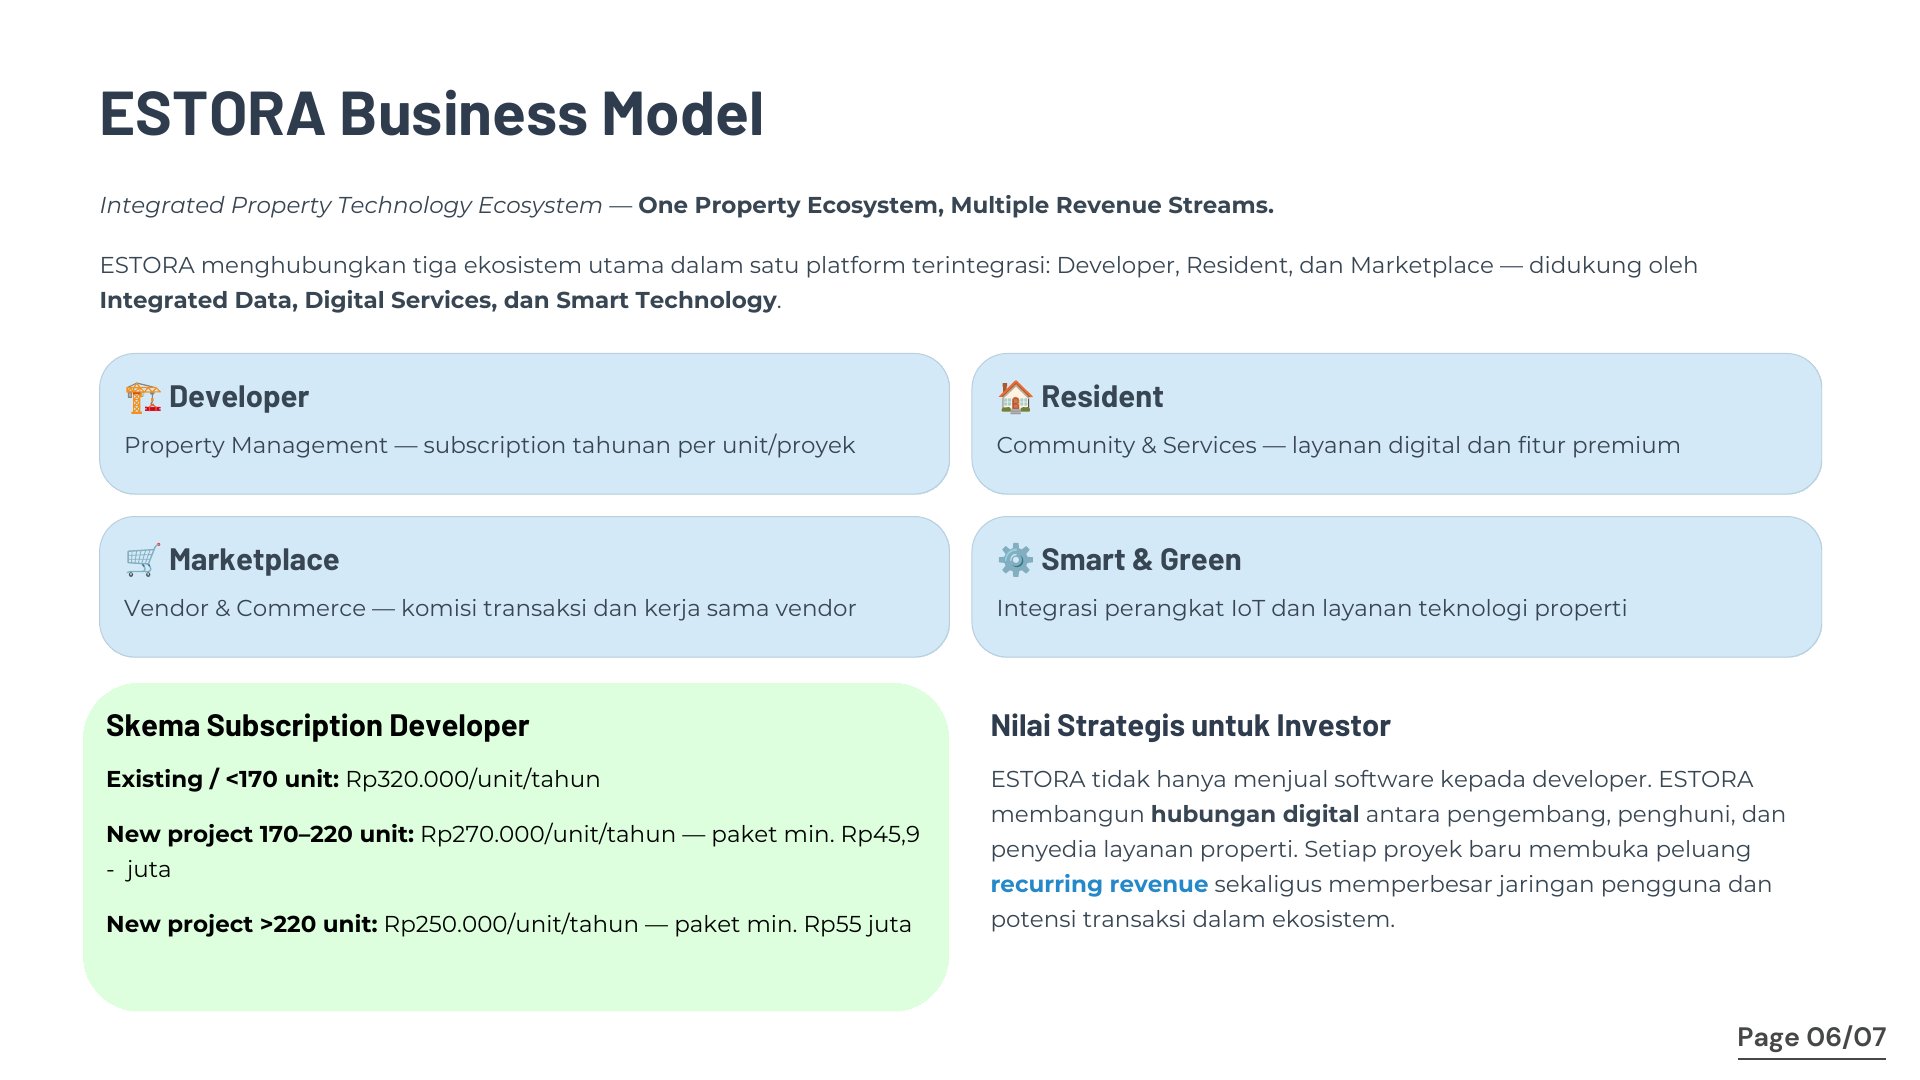 ESTORA Business Model
Integrated Property Technology Ecosystem — One Property Ecosystem, Multiple Revenue Streams.
ESTORA menghubungkan tiga ekosistem utama dalam satu platform terintegrasi: Developer, Resident, dan Marketplace — didukung oleh
Integrated Data, Digital Services, dan Smart Technology.
Developer
Property Management — subscription tahunan per unit/proyek
Resident
Community & Services — layanan digital dan fitur premium
Marketplace
Vendor & Commerce — komisi transaksi dan kerja sama vendor
Smart & Green
Integrasi perangkat IoT dan layanan teknologi properti
Skema Subscription Developer
Existing / <170 unit: Rp320.000/unit/tahun
New project 170–220 unit: Rp270.000/unit/tahun — paket min. Rp45,9
- juta
New project >220 unit: Rp250.000/unit/tahun — paket min. Rp55 juta
Nilai Strategis untuk Investor
ESTORA tidak hanya menjual software kepada developer. ESTORA
membangun hubungan digital antara pengembang, penghuni, dan
penyedia layanan properti. Setiap proyek baru membuka peluang
recurring revenue sekaligus memperbesar jaringan pengguna dan
potensi transaksi dalam ekosistem.
Page 06/07